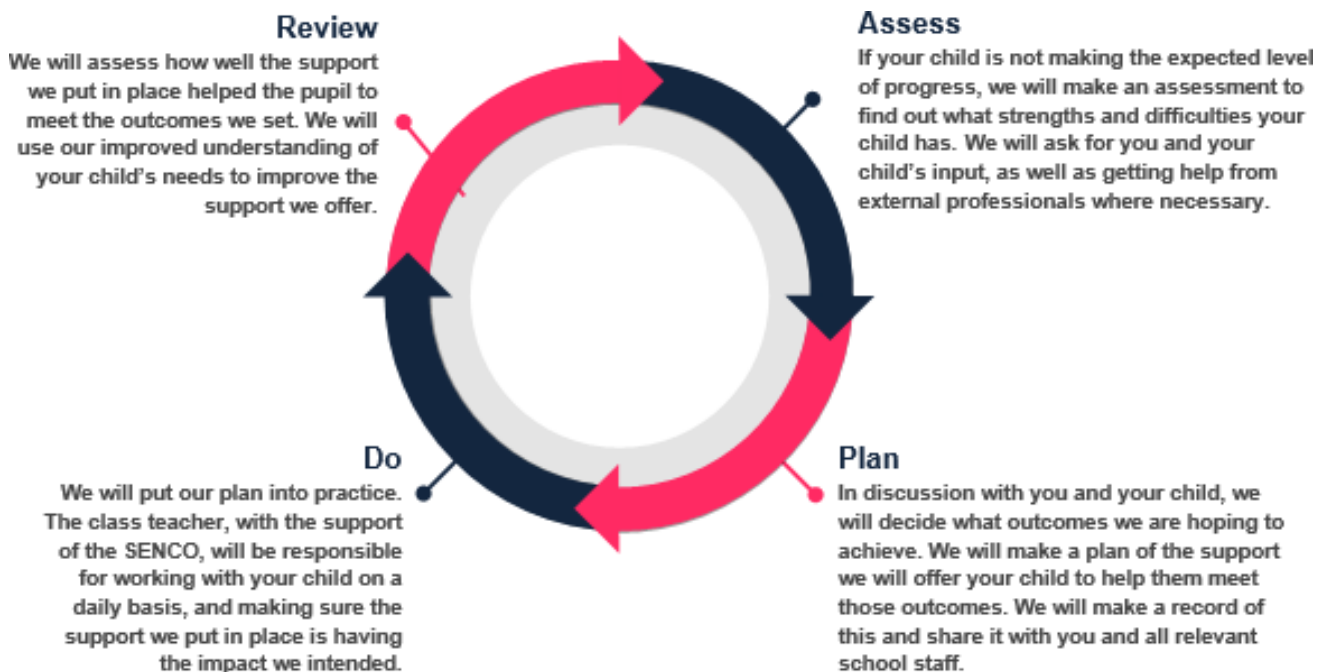 Review
We will assess how well the support
we put in place helped the pupil to
meet the outcomes we set. We will
use our improved understanding of
your child's needs to improve the
support we offer.
Assess
If your child is not making the expected level
of progress, we will make an assessment to
find out what strengths and difficulties your
child has. We will ask for you and your
child's input, as well as getting help from
external professionals where necessary.
Do
We will put our plan into practice.
The class teacher, with the support
of the SENCO, will be responsible
for working with your child on a
daily basis, and making sure the
support we put in place is having
the impact we intended.
Plan
In discussion with you and your child, we
will decide what outcomes we are hoping to
achieve. We will make a plan of the support
we will offer your child to help them meet
those outcomes. We will make a record of
this and share it with you and all relevant
school staff.